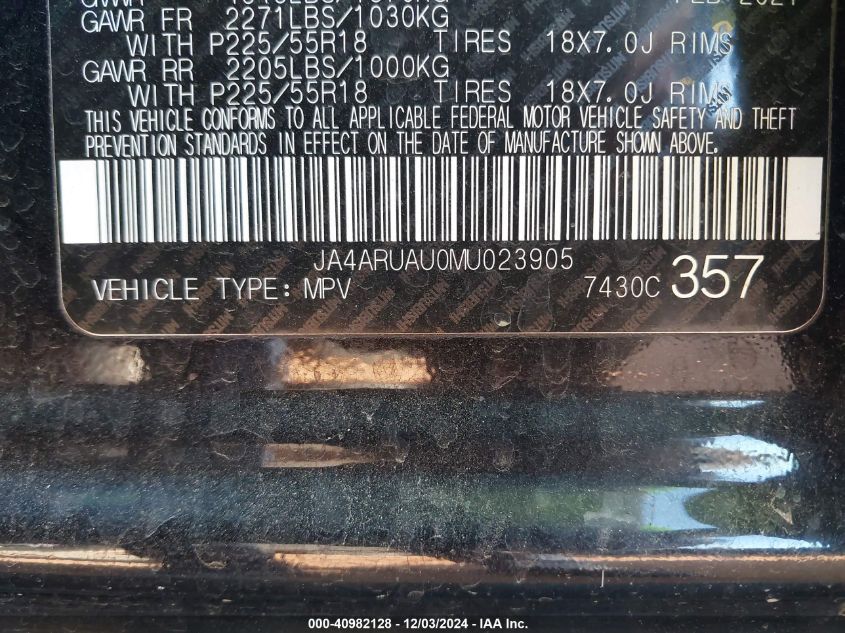 GAWR FR 2271LBS/1030KG
WITH P225/55R18 TIRES 18X7.0J RIMS
GAWR RR 2205LBS/1000KG
WITH P225/55R18 TIRES 18X7.0J RIMS
THIS VEHICLE CONFORMS TO ALL APPLICABLE FEDERAL MOTOR VEHICLE SAFETY AND THEFT
PREVENTION STANDARDS IN EFFECT ON THE DATE OF MANUFACTURE SHOWN ABOVE.
JA4ARUAU0MU023905
VEHICLE TYPE: MPV 7430C 357
000-40982128 - 12/03/2024 - IAA Inc.